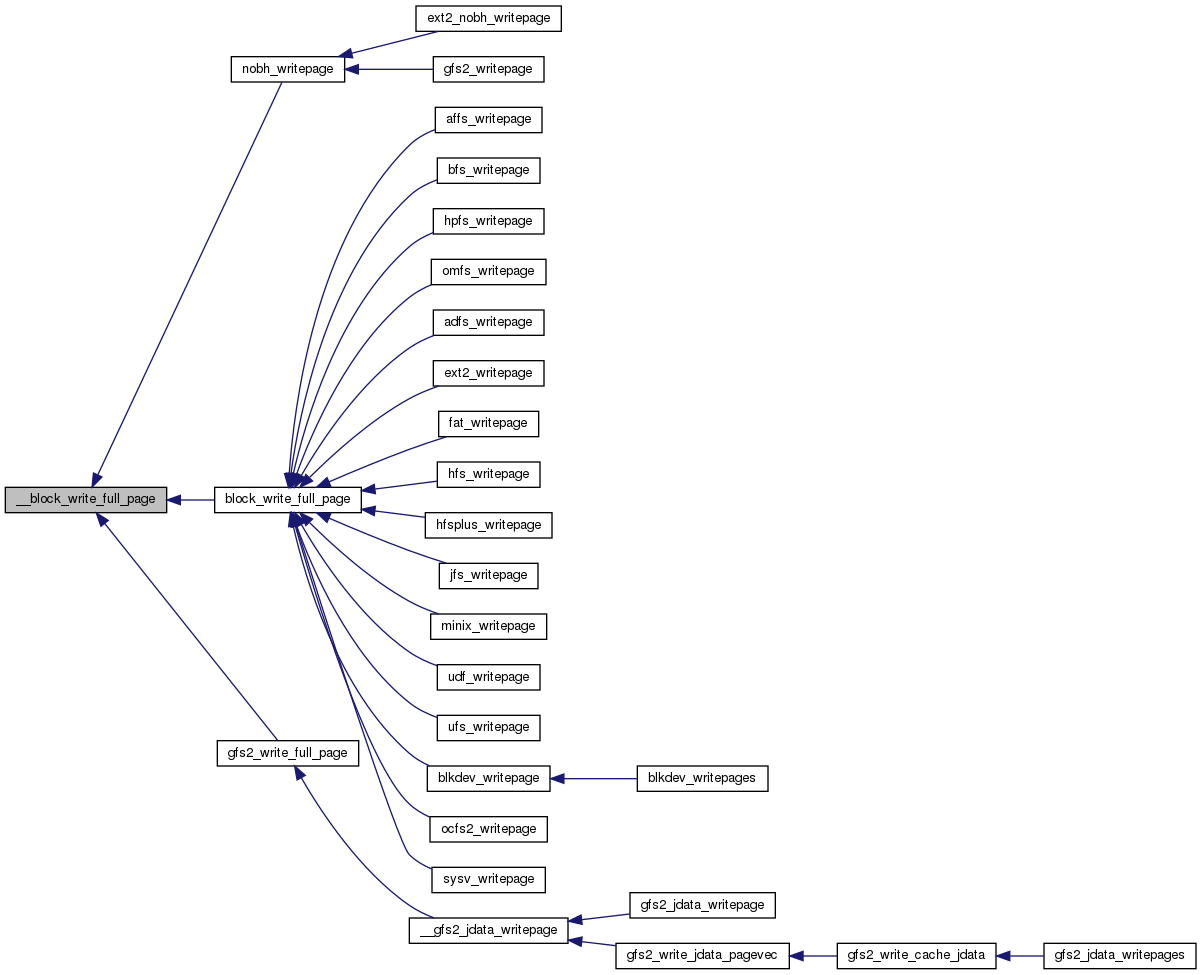 ext2_nobh_writepage
nobh_writepage
gfs2_writepage
affs_writepage
bfs_writepage
hpfs_writepage
omfs_writepage
adfs_writepage
ext2_writepage
fat_writepage
hfs_writepage
__block_write_full_page
block_write_full_page
hfsplus_writepage
jfs_writepage
minix_writepage
udf_writepage
ufs_writepage
gfs2_write_full_page
blkdev_writepage
blkdev_writepages
ocfs2_writepage
sysv_writepage
gfs2_jdata_writepage
__gfs2_jdata_writepage
gfs2_write_jdata_pagevec
gfs2_write_cache_jdata
gfs2_jdata_writepages